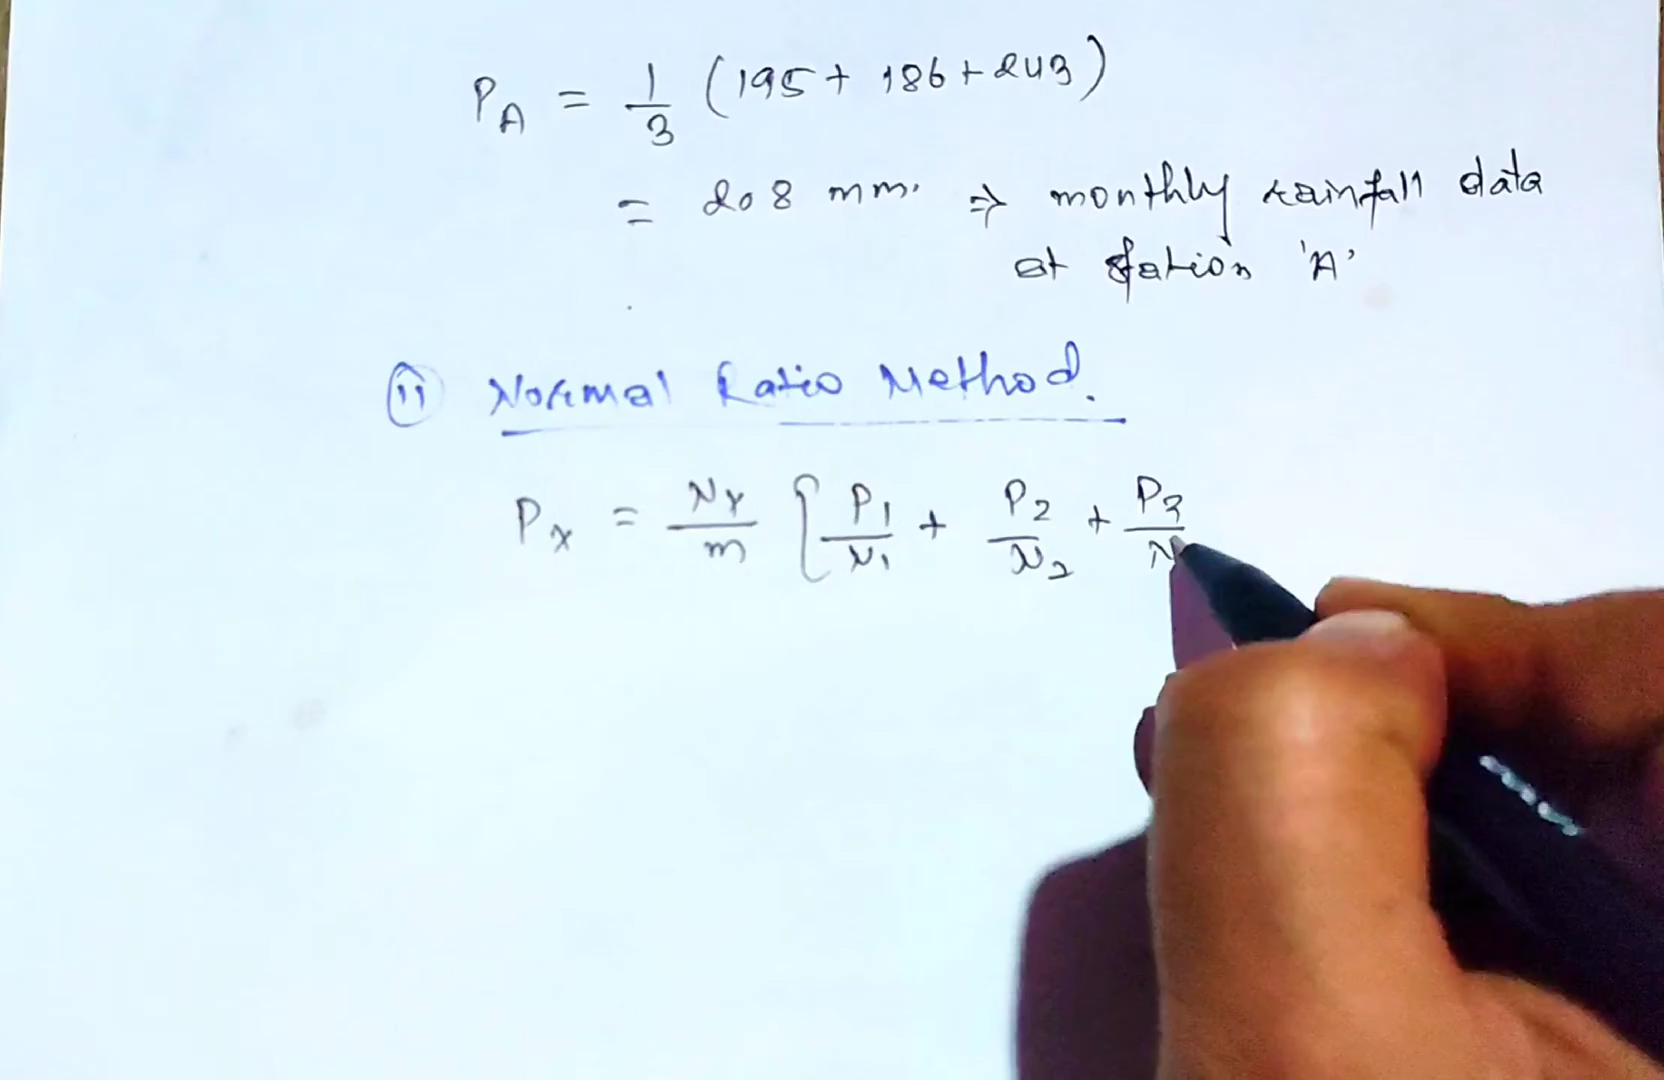 P_A = 1/3 (195 + 186 + 243)
= 208 mm. ⇒ monthly rainfall data
at station 'A'
(ii) Normal Ratio Method.
P_x = N_x/m [ P_1/N_1 + P_2/N_2 + P_3/N